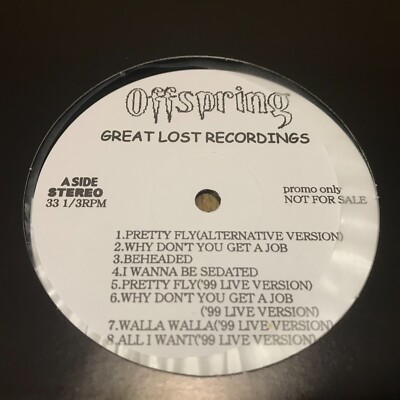 Offspring
GREAT LOST RECORDINGS
A SIDE
STEREO
33 1/3RPM
promo only
NOT FOR SALE
1.PRETTY FLY(ALTERNATIVE VERSION)
2.WHY DON'T YOU GET A JOB
3.BEHEADED
4.I WANNA BE SEDATED
5.PRETTY FLY('99 LIVE VERSION)
6.WHY DON'T YOU GET A JOB
('99 LIVE VERSION)
7.WALLA WALLA('99 LIVE VERSION)
8.ALL I WANT('99 LIVE VERSION)